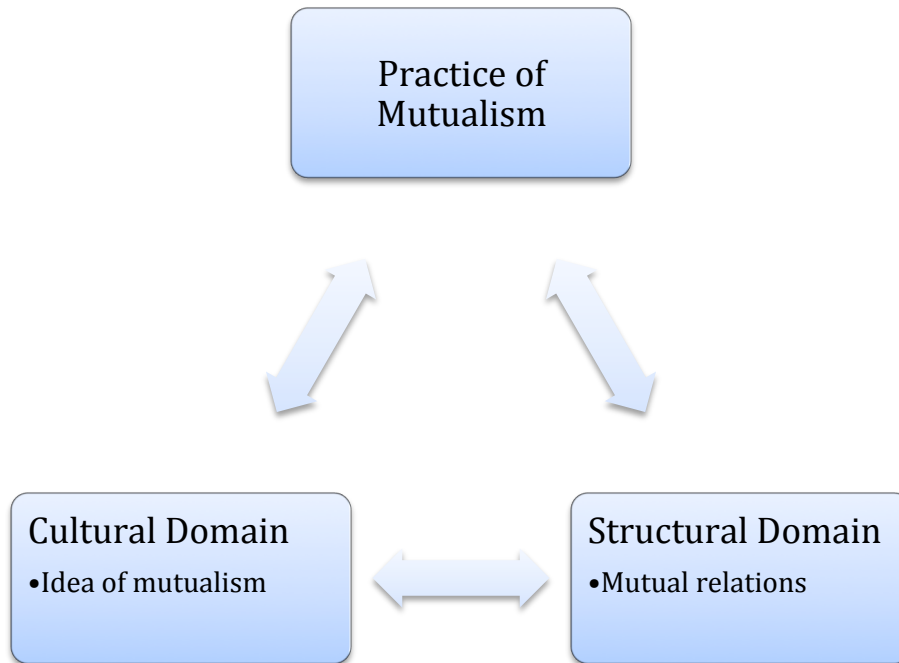 Practice of
Mutualism
Cultural Domain
•Idea of mutualism
Structural Domain
•Mutual relations